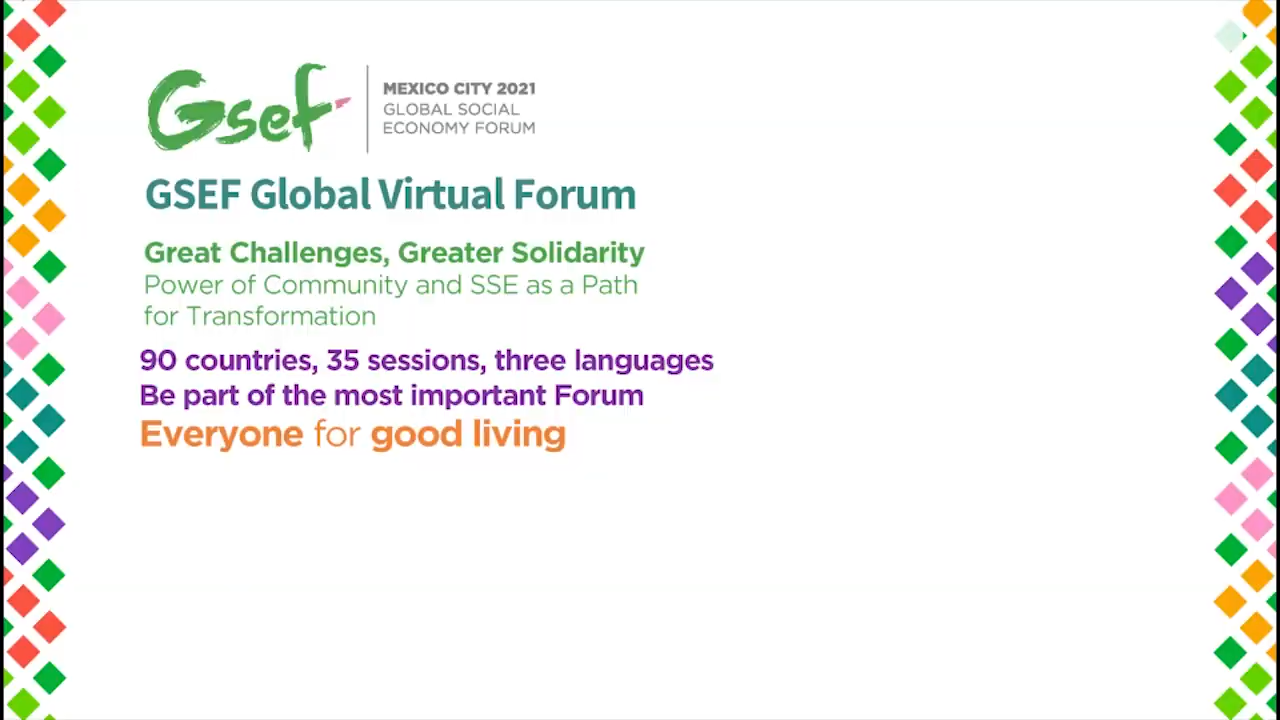 Gsef
MEXICO CITY 2021
GLOBAL SOCIAL
ECONOMY FORUM
GSEF Global Virtual Forum
Great Challenges, Greater Solidarity
Power of Community and SSE as a Path
for Transformation
90 countries, 35 sessions, three languages
Be part of the most important Forum
Everyone for good living